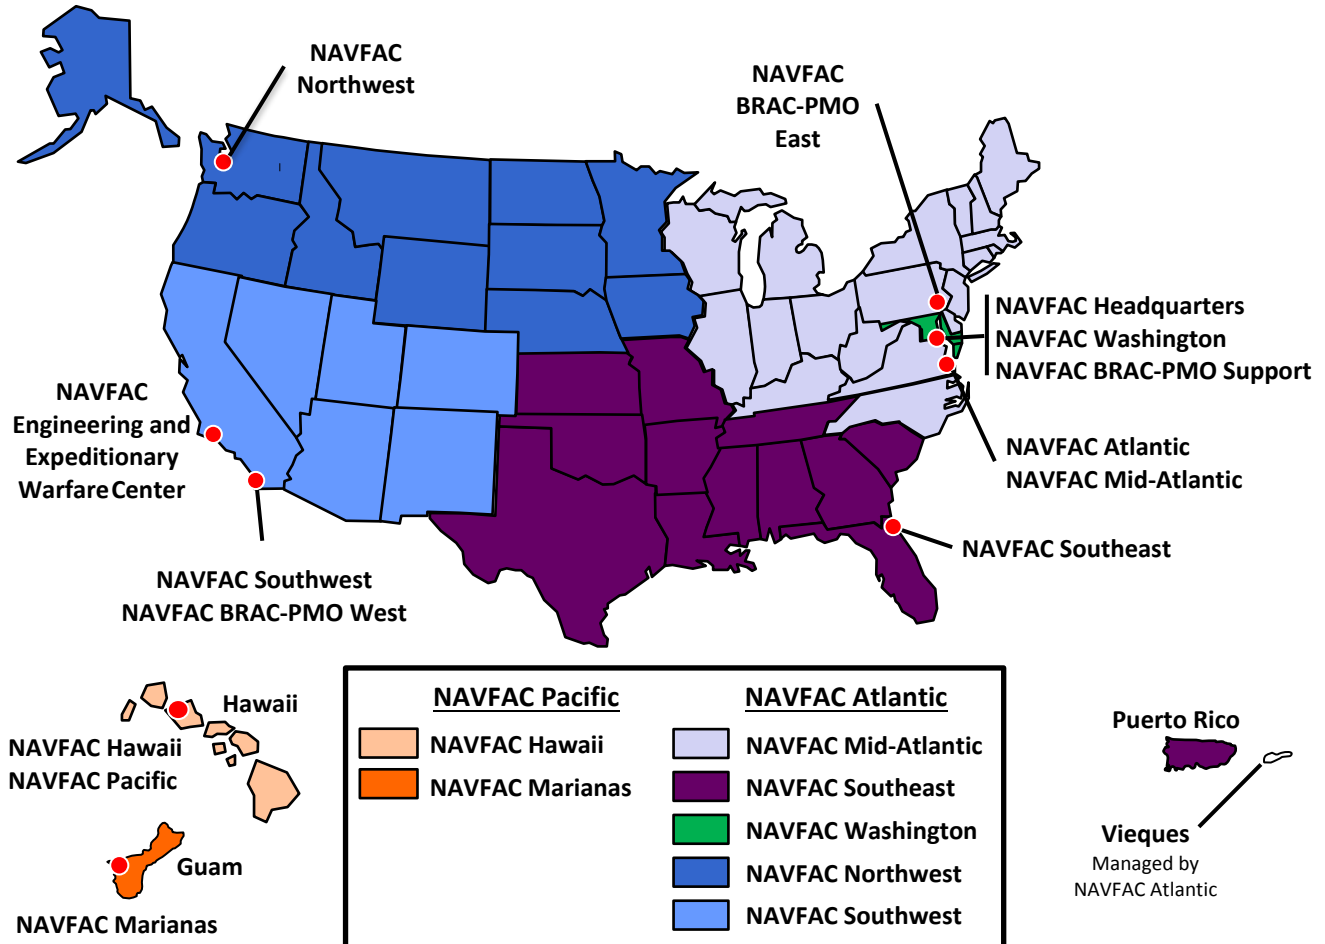 NAVFAC
Northwest
NAVFAC
BRAC-PMO
East
NAVFAC Headquarters
NAVFAC Washington
NAVFAC BRAC-PMO Support
NAVFAC
Engineering and
Expeditionary
Warfare Center
NAVFAC Atlantic
NAVFAC Mid-Atlantic
NAVFAC Southeast
NAVFAC Southwest
NAVFAC BRAC-PMO West
Hawaii
NAVFAC Hawaii
NAVFAC Pacific
Guam
NAVFAC Marianas
NAVFAC Pacific
NAVFAC Hawaii
NAVFAC Marianas
NAVFAC Atlantic
NAVFAC Mid-Atlantic
NAVFAC Southeast
NAVFAC Washington
NAVFAC Northwest
NAVFAC Southwest
Puerto Rico
Vieques
Managed by
NAVFAC Atlantic